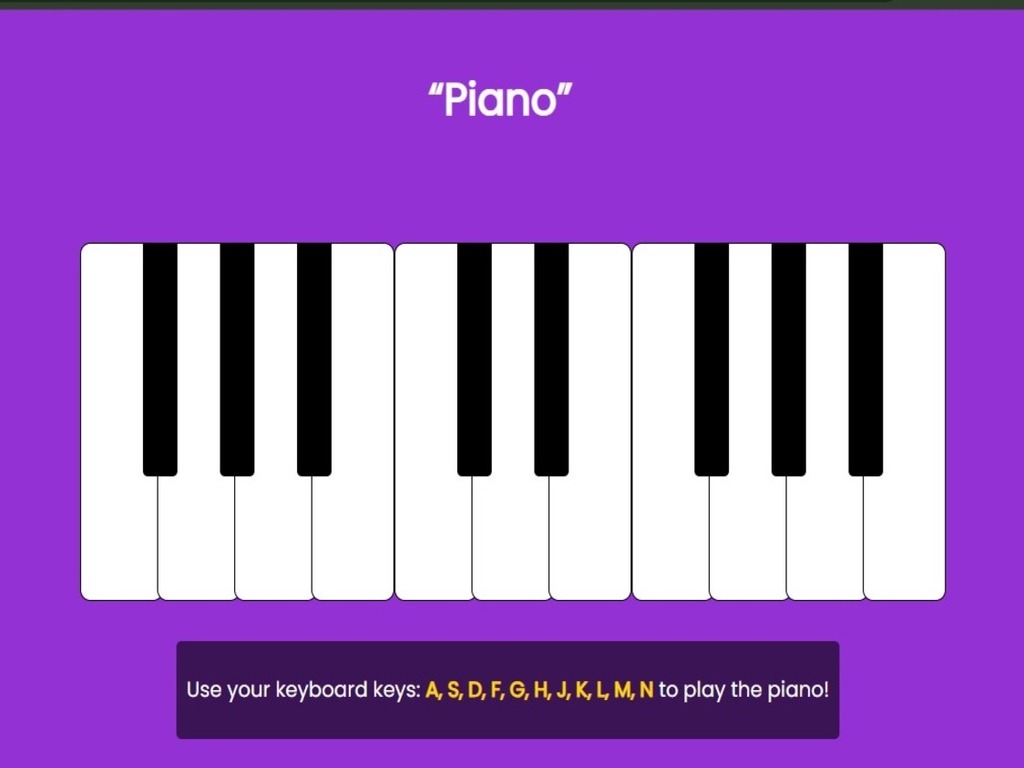 “Piano”
Use your keyboard keys: A, S, D, F, G, H, J, K, L, M, N to play the piano!